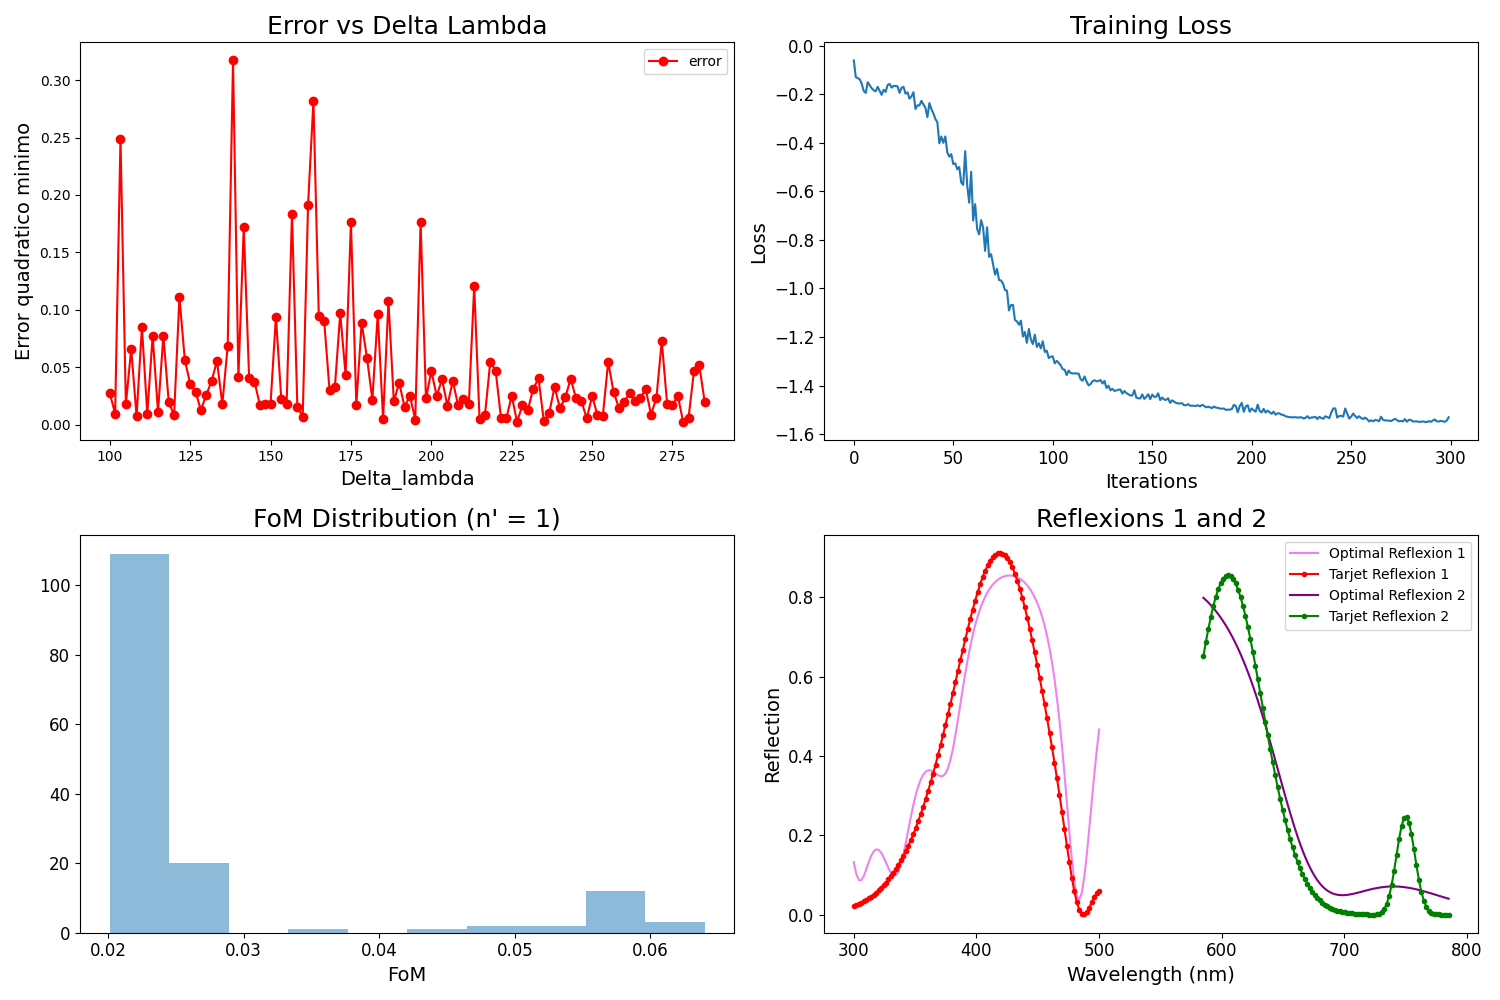 Error vs Delta Lambda
error
Error quadratico minimo
0.30
0.25
0.20
0.15
0.10
0.05
0.00
100 125 150 175 200 225 250 275
Delta_lambda
Training Loss
Loss
0.0
−0.2
−0.4
−0.6
−0.8
−1.0
−1.2
−1.4
−1.6
0 50 100 150 200 250 300
Iterations
FoM Distribution (n' = 1)
100
80
60
40
20
0
0.02 0.03 0.04 0.05 0.06
FoM
Reflexions 1 and 2
Optimal Reflexion 1
Tarjet Reflexion 1
Optimal Reflexion 2
Tarjet Reflexion 2
Reflection
0.8
0.6
0.4
0.2
0.0
300 400 500 600 700 800
Wavelength (nm)